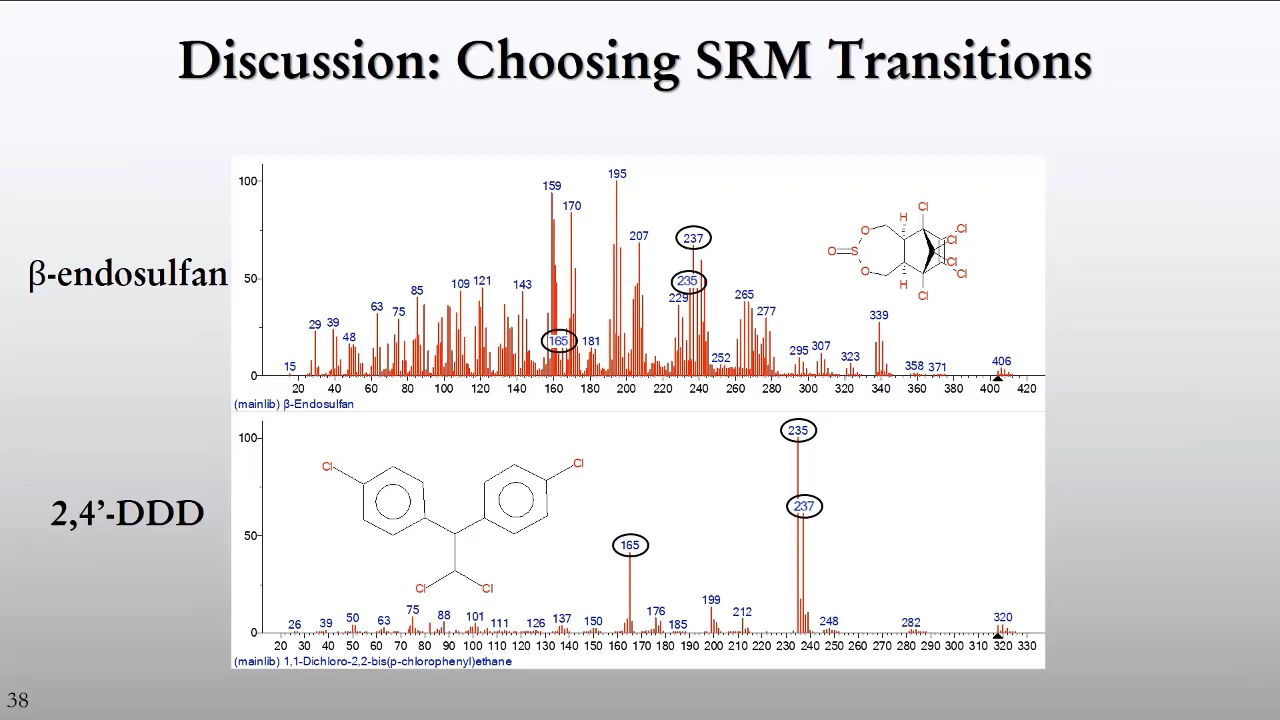 Discussion: Choosing SRM Transitions
β-endosulfan
100
50
0
195
159
170
207
237
235
229
109 121
143
85
63
75
29 39
48
15
165
181
265
277
252
295 307
323
339
358 371
406
20 40 60 80 100 120 140 160 180 200 220 240 260 280 300 320 340 360 380 400 420
(mainlib) β-Endosulfan
H
H
O
O
O
S
Cl
Cl
Cl
Cl
Cl
Cl
2,4’-DDD
100
50
0
235
237
165
199
176
185
212
248
282
320
26 39 50 63 75 88 101 111 126 137 150
Cl
Cl
Cl
Cl
20 30 40 50 60 70 80 90 100 110 120 130 140 150 160 170 180 190 200 210 220 230 240 250 260 270 280 290 300 310 320 330
(mainlib) 1,1-Dichloro-2,2-bis(p-chlorophenyl)ethane
38